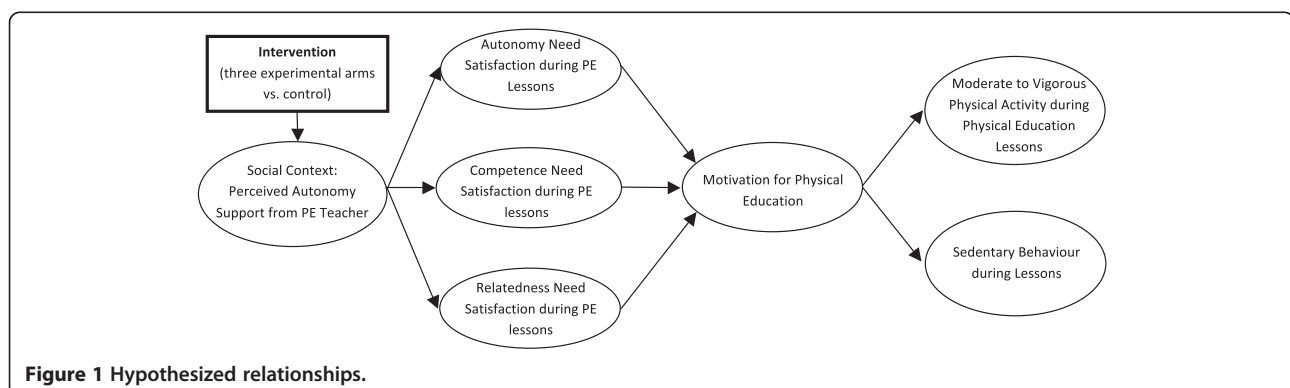 Intervention
(three experimental arms
vs. control)
Social Context:
Perceived Autonomy
Support from PE Teacher
Autonomy Need
Satisfaction during PE
Lessons
Competence Need
Satisfaction during PE
lessons
Relatedness Need
Satisfaction during PE
lessons
Motivation for Physical
Education
Moderate to Vigorous
Physical Activity during
Physical Education
Lessons
Sedentary Behaviour
during Lessons
Figure 1 Hypothesized relationships.